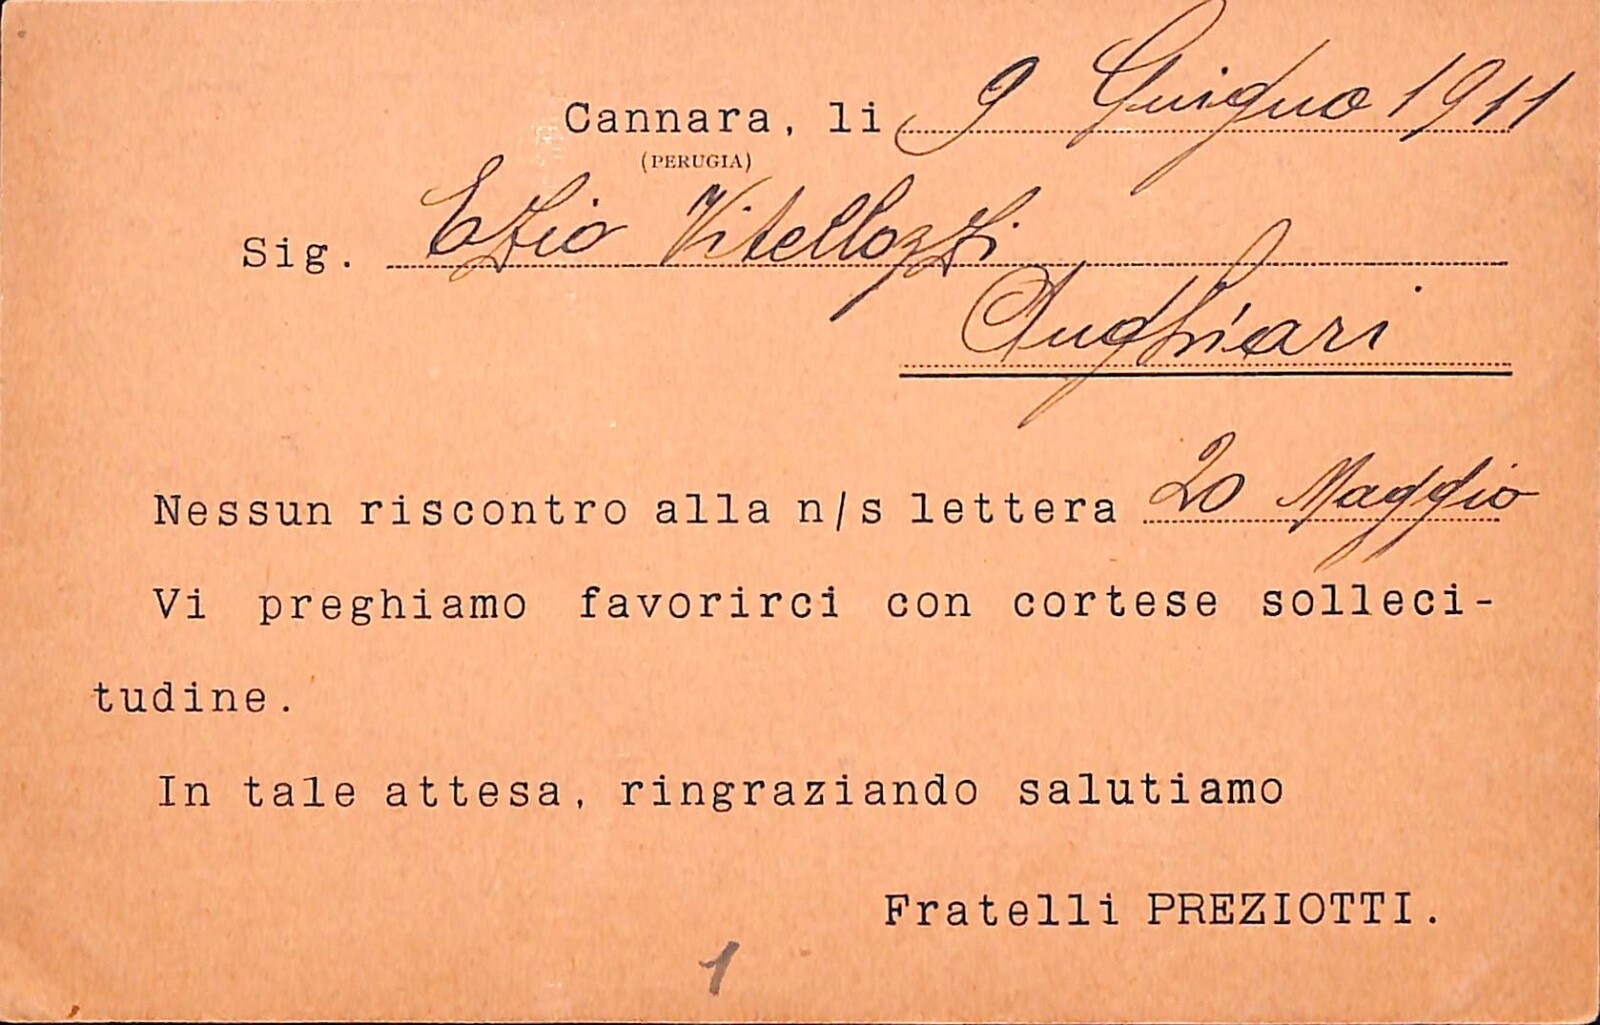 Cannara, li 9 Giugno 1911
(PERUGIA)
Sig. Ezio Vitellozzi
Anghiari
Nessun riscontro alla n/s lettera 20 Maggio
Vi preghiamo favorirci con cortese solleci-
tudine.
In tale attesa, ringraziando salutiamo
Fratelli PREZIOTTI.
1